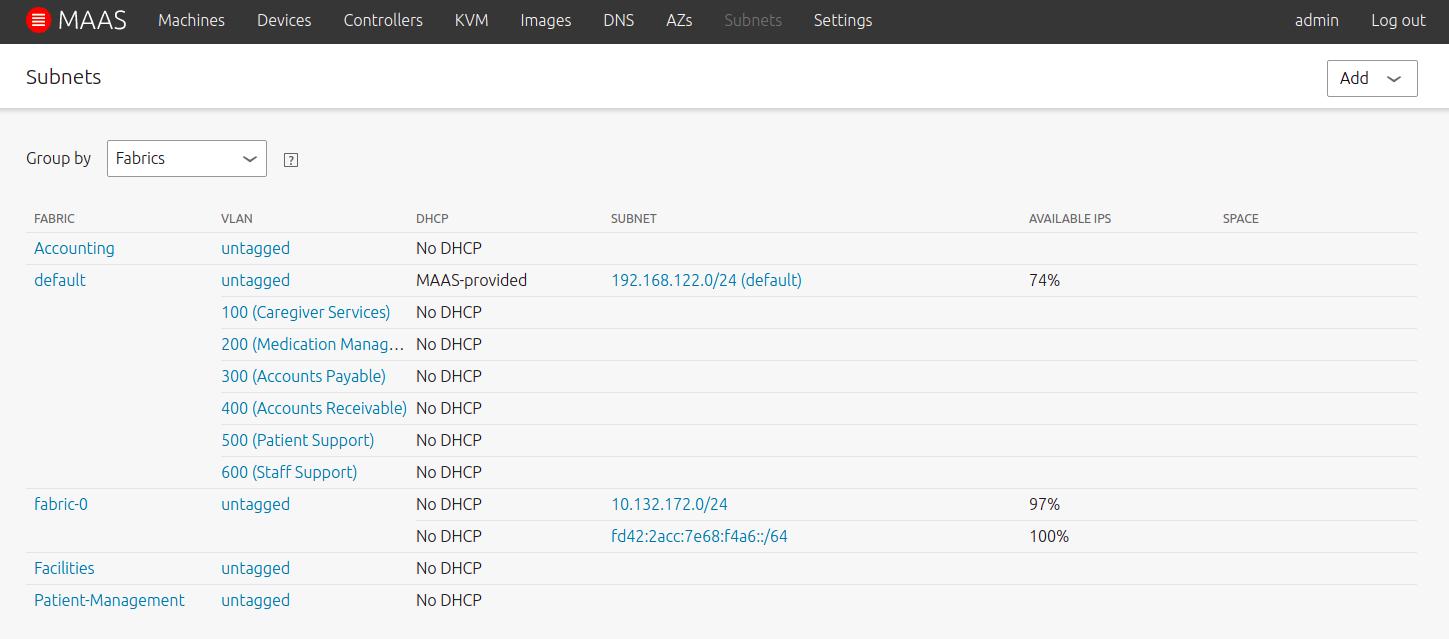 MAAS Machines Devices Controllers KVM Images DNS AZs Subnets Settings admin Log out
Subnets Add
Group by Fabrics ?
FABRIC VLAN DHCP SUBNET AVAILABLE IPS SPACE
Accounting untagged No DHCP
default untagged MAAS-provided 192.168.122.0/24 (default) 74%
100 (Caregiver Services) No DHCP
200 (Medication Manag... No DHCP
300 (Accounts Payable) No DHCP
400 (Accounts Receivable) No DHCP
500 (Patient Support) No DHCP
600 (Staff Support) No DHCP
fabric-0 untagged No DHCP 10.132.172.0/24 97%
No DHCP fd42:2acc:7e68:f4a6::/64 100%
Facilities untagged No DHCP
Patient-Management untagged No DHCP